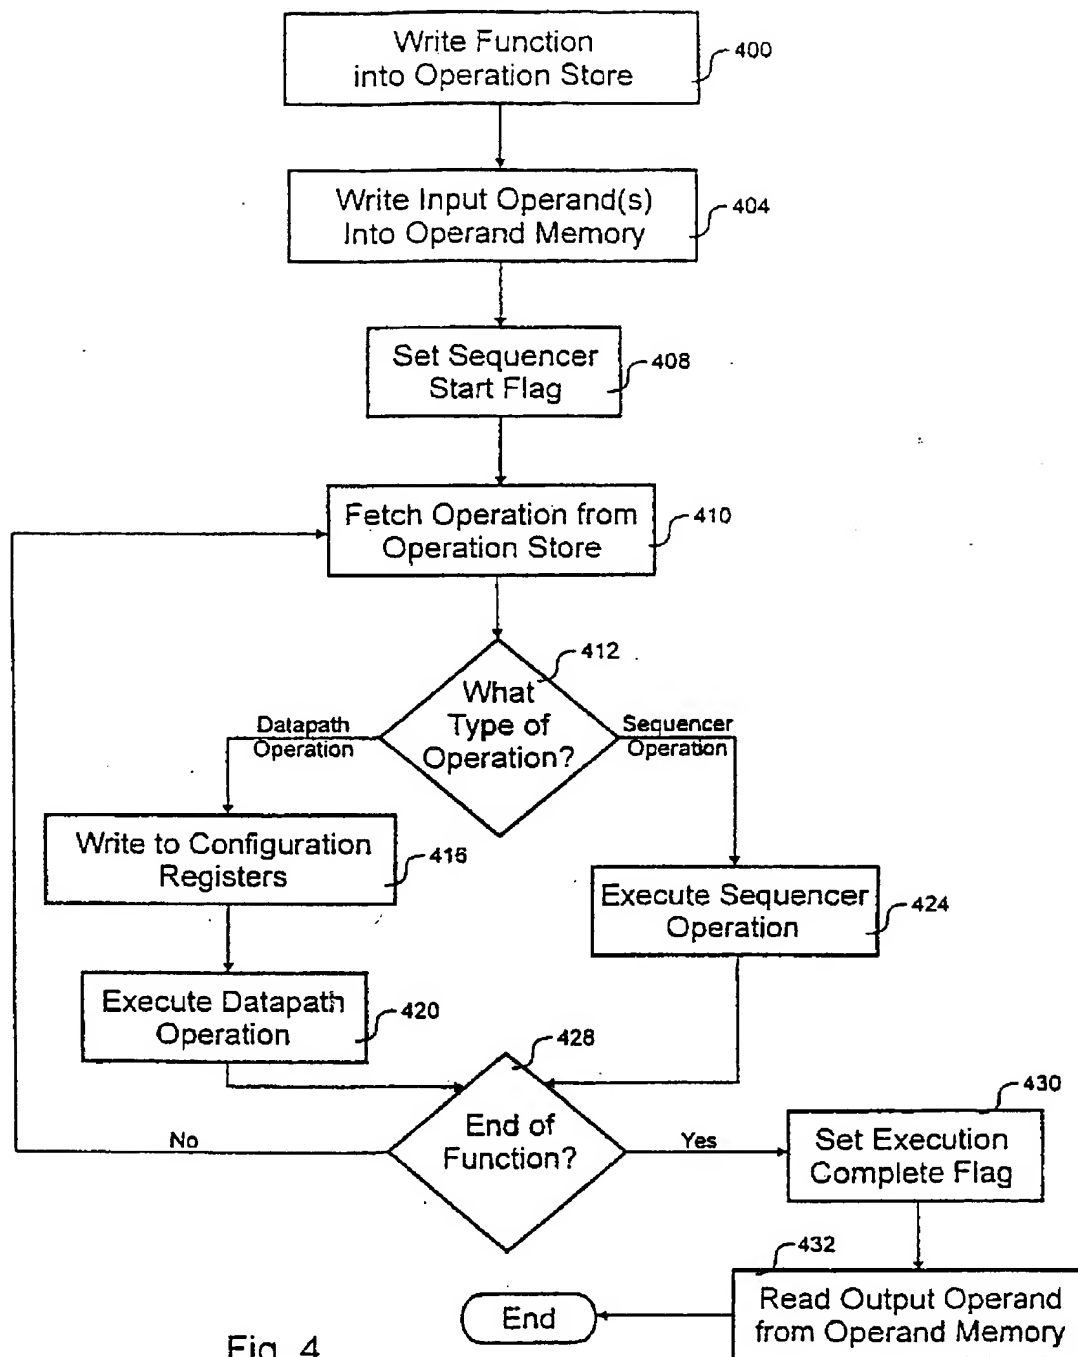 Write Function
into Operation Store
400
Write Input Operand(s)
Into Operand Memory
404
Set Sequencer
Start Flag
408
Fetch Operation from
Operation Store
410
412
What
Type of
Operation?
Datapath
Operation
Sequencer
Operation
Write to Configuration
Registers
416
Execute Sequencer
Operation
424
Execute Datapath
Operation
420
428
End of
Function?
No
Yes
430
Set Execution
Complete Flag
432
Read Output Operand
from Operand Memory
End
Fig. 4